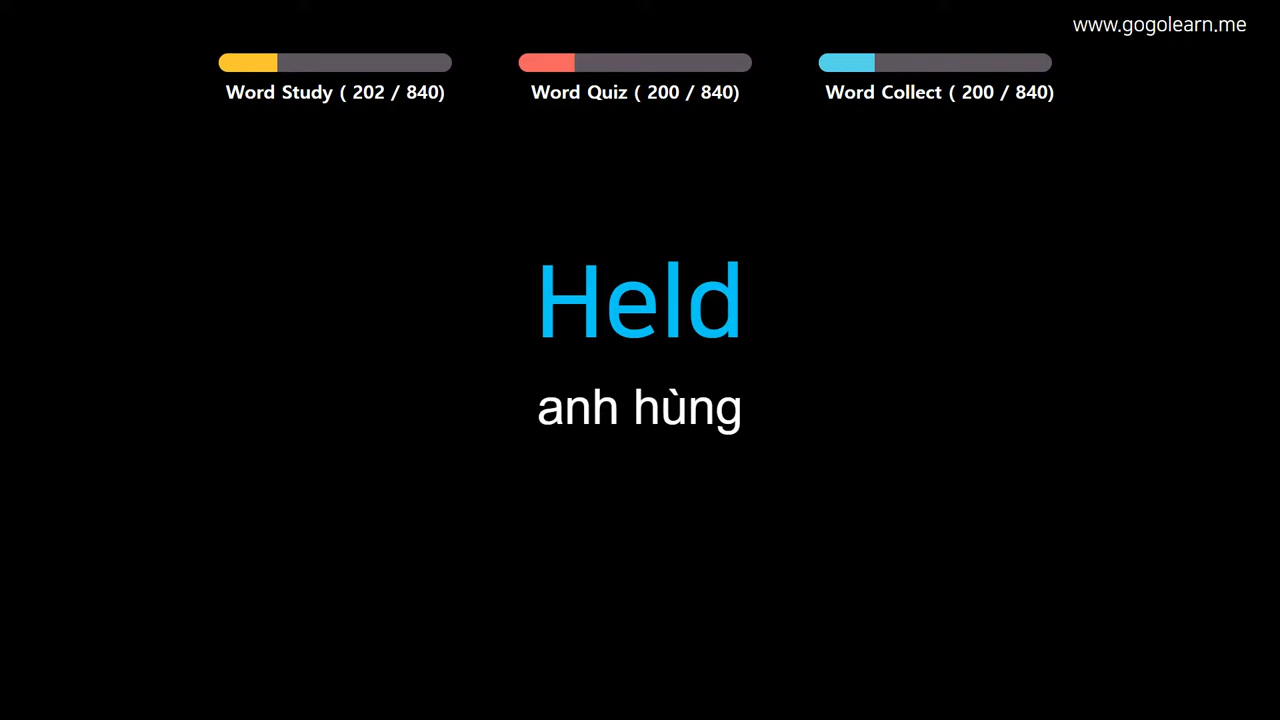 www.gogolearn.me
Word Study ( 202 / 840)
Word Quiz ( 200 / 840)
Word Collect ( 200 / 840)
Held
anh hùng